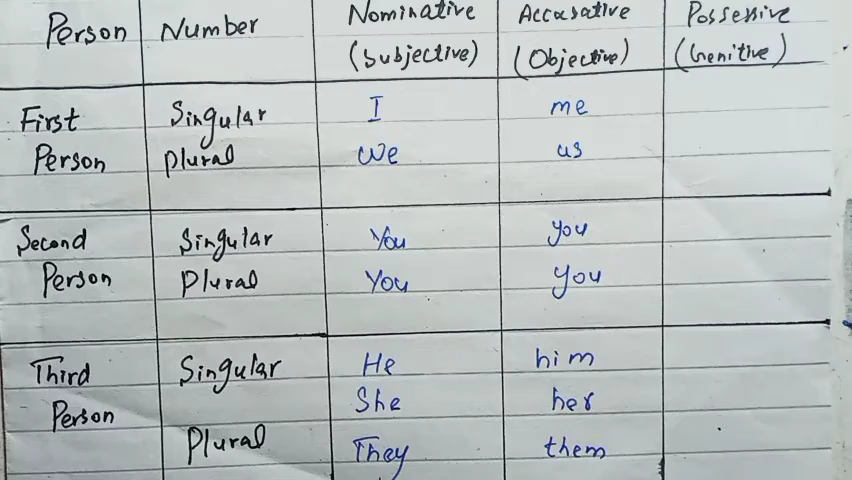 Person Number Nominative (Subjective) Accusative (Objective) Possessive (Genitive)
First Person Singular I me
Plural We us
Second Person Singular You you
Plural You you
Third Person Singular He him
She her
Plural They them